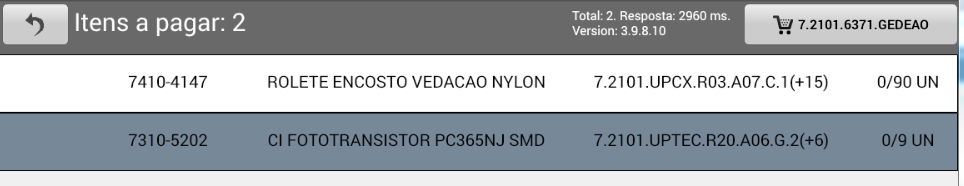 Itens a pagar: 2
Total: 2. Resposta: 2960 ms.
Version: 3.9.8.10
7.2101.6371.GEDEAO
7410-4147 ROLETE ENCOSTO VEDACAO NYLON 7.2101.UPCX.R03.A07.C.1(+15) 0/90 UN
7310-5202 CI FOTOTRANSISTOR PC365NJ SMD 7.2101.UPTEC.R20.A06.G.2(+6) 0/9 UN